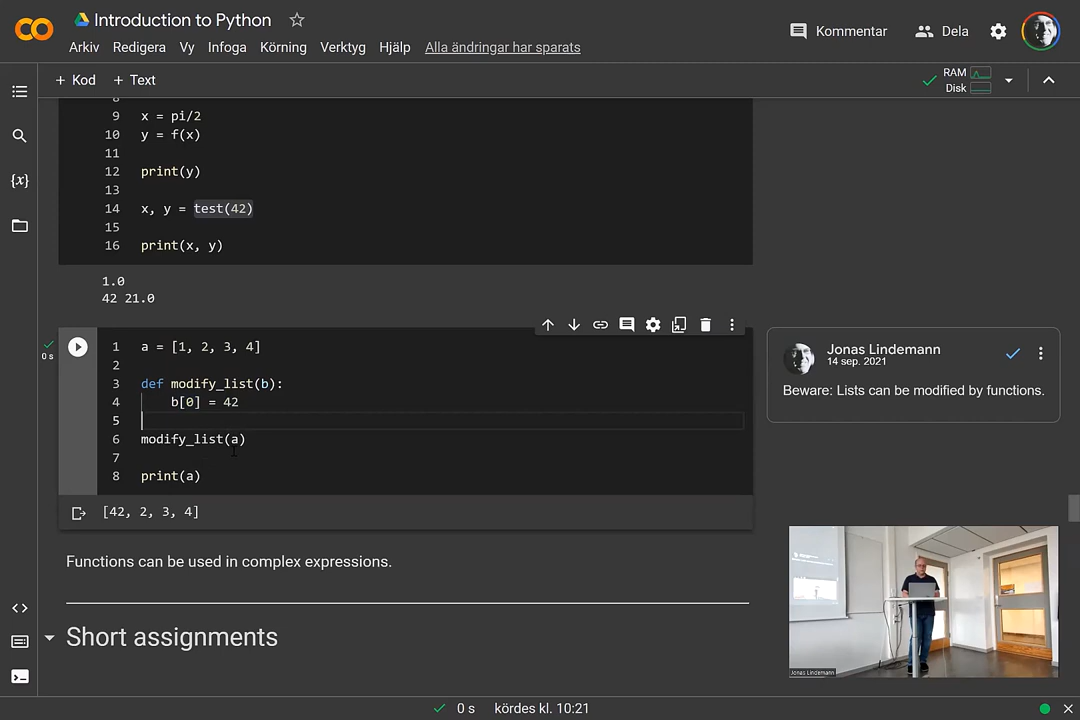 Introduction to Python
Arkiv Redigera Vy Infoga Körning Verktyg Hjälp Alla ändringar har sparats
Kommentar Dela
+ Kod + Text
RAM
Disk
8
9 x = pi/2
10 y = f(x)
11
12 print(y)
13
14 x, y = test(42)
15
16 print(x, y)
1.0
42 21.0
0 s
1 a = [1, 2, 3, 4]
2
3 def modify_list(b):
4 b[0] = 42
5
6 modify_list(a)
7
8 print(a)
[42, 2, 3, 4]
Jonas Lindemann
14 sep. 2021
Beware: Lists can be modified by functions.
Functions can be used in complex expressions.
Short assignments
Jonas Lindemann
0 s kördes kl. 10:21